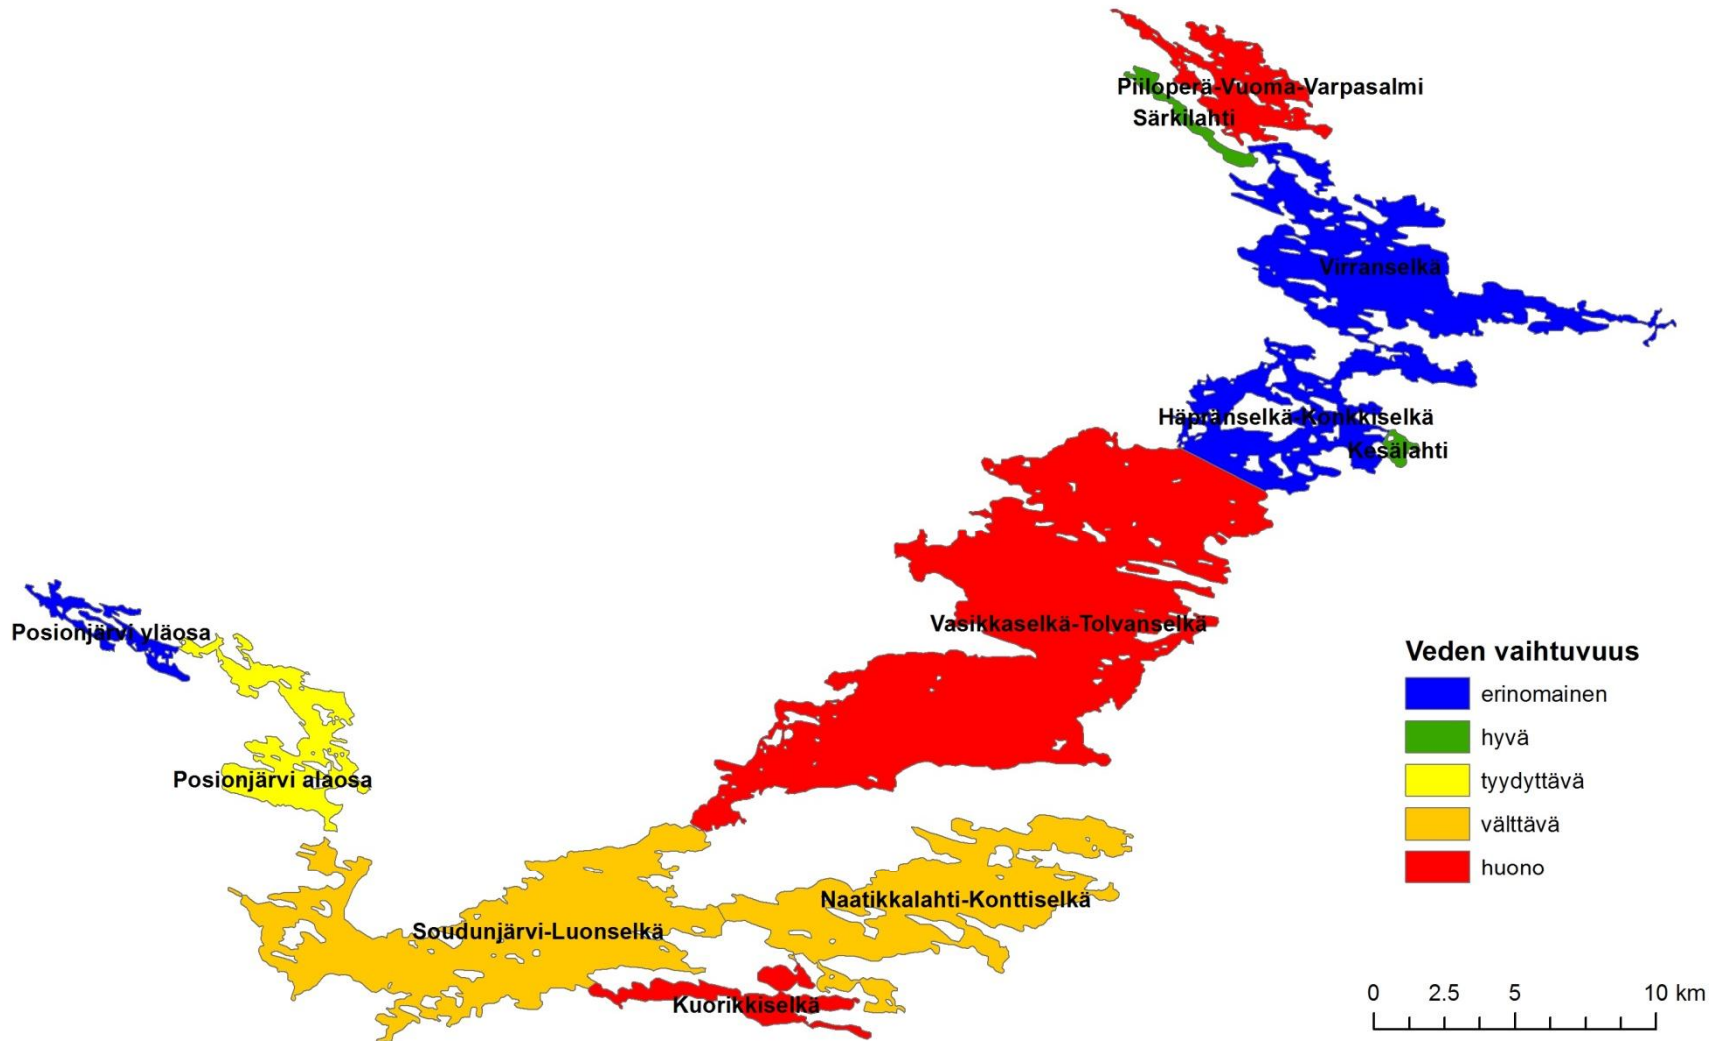 Piiloperä-Vuoma-Varpasalmi
Särkilahti
Virranselkä
Häpränselkä-Konkkiselkä
Kesälahti
Vasikkaselkä-Tolvanselkä
Posionjärvi yläosa
Posionjärvi alaosa
Naatikkalahti-Konttiselkä
Soudunjärvi-Luonselkä
Kuorikkiselkä
Veden vaihtuvuus
erinomainen
hyvä
tyydyttävä
välttävä
huono
0 2.5 5 10 km